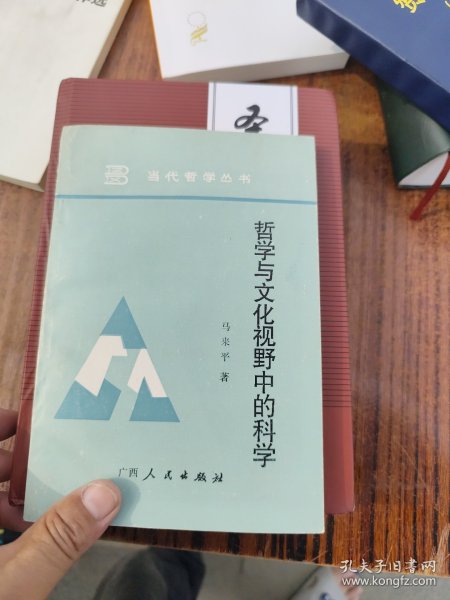 当代哲学丛书
哲学与文化视野中的科学
马来平 著
广西人民出版社
圣
孔夫子旧书网
www.kongfz.com